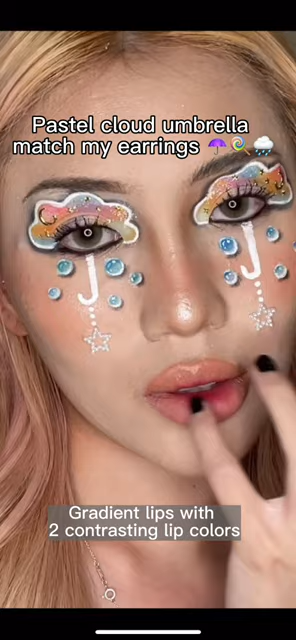 Pastel cloud umbrella
match my earrings ☂️🍭🌧️
Gradient lips with
2 contrasting lip colors